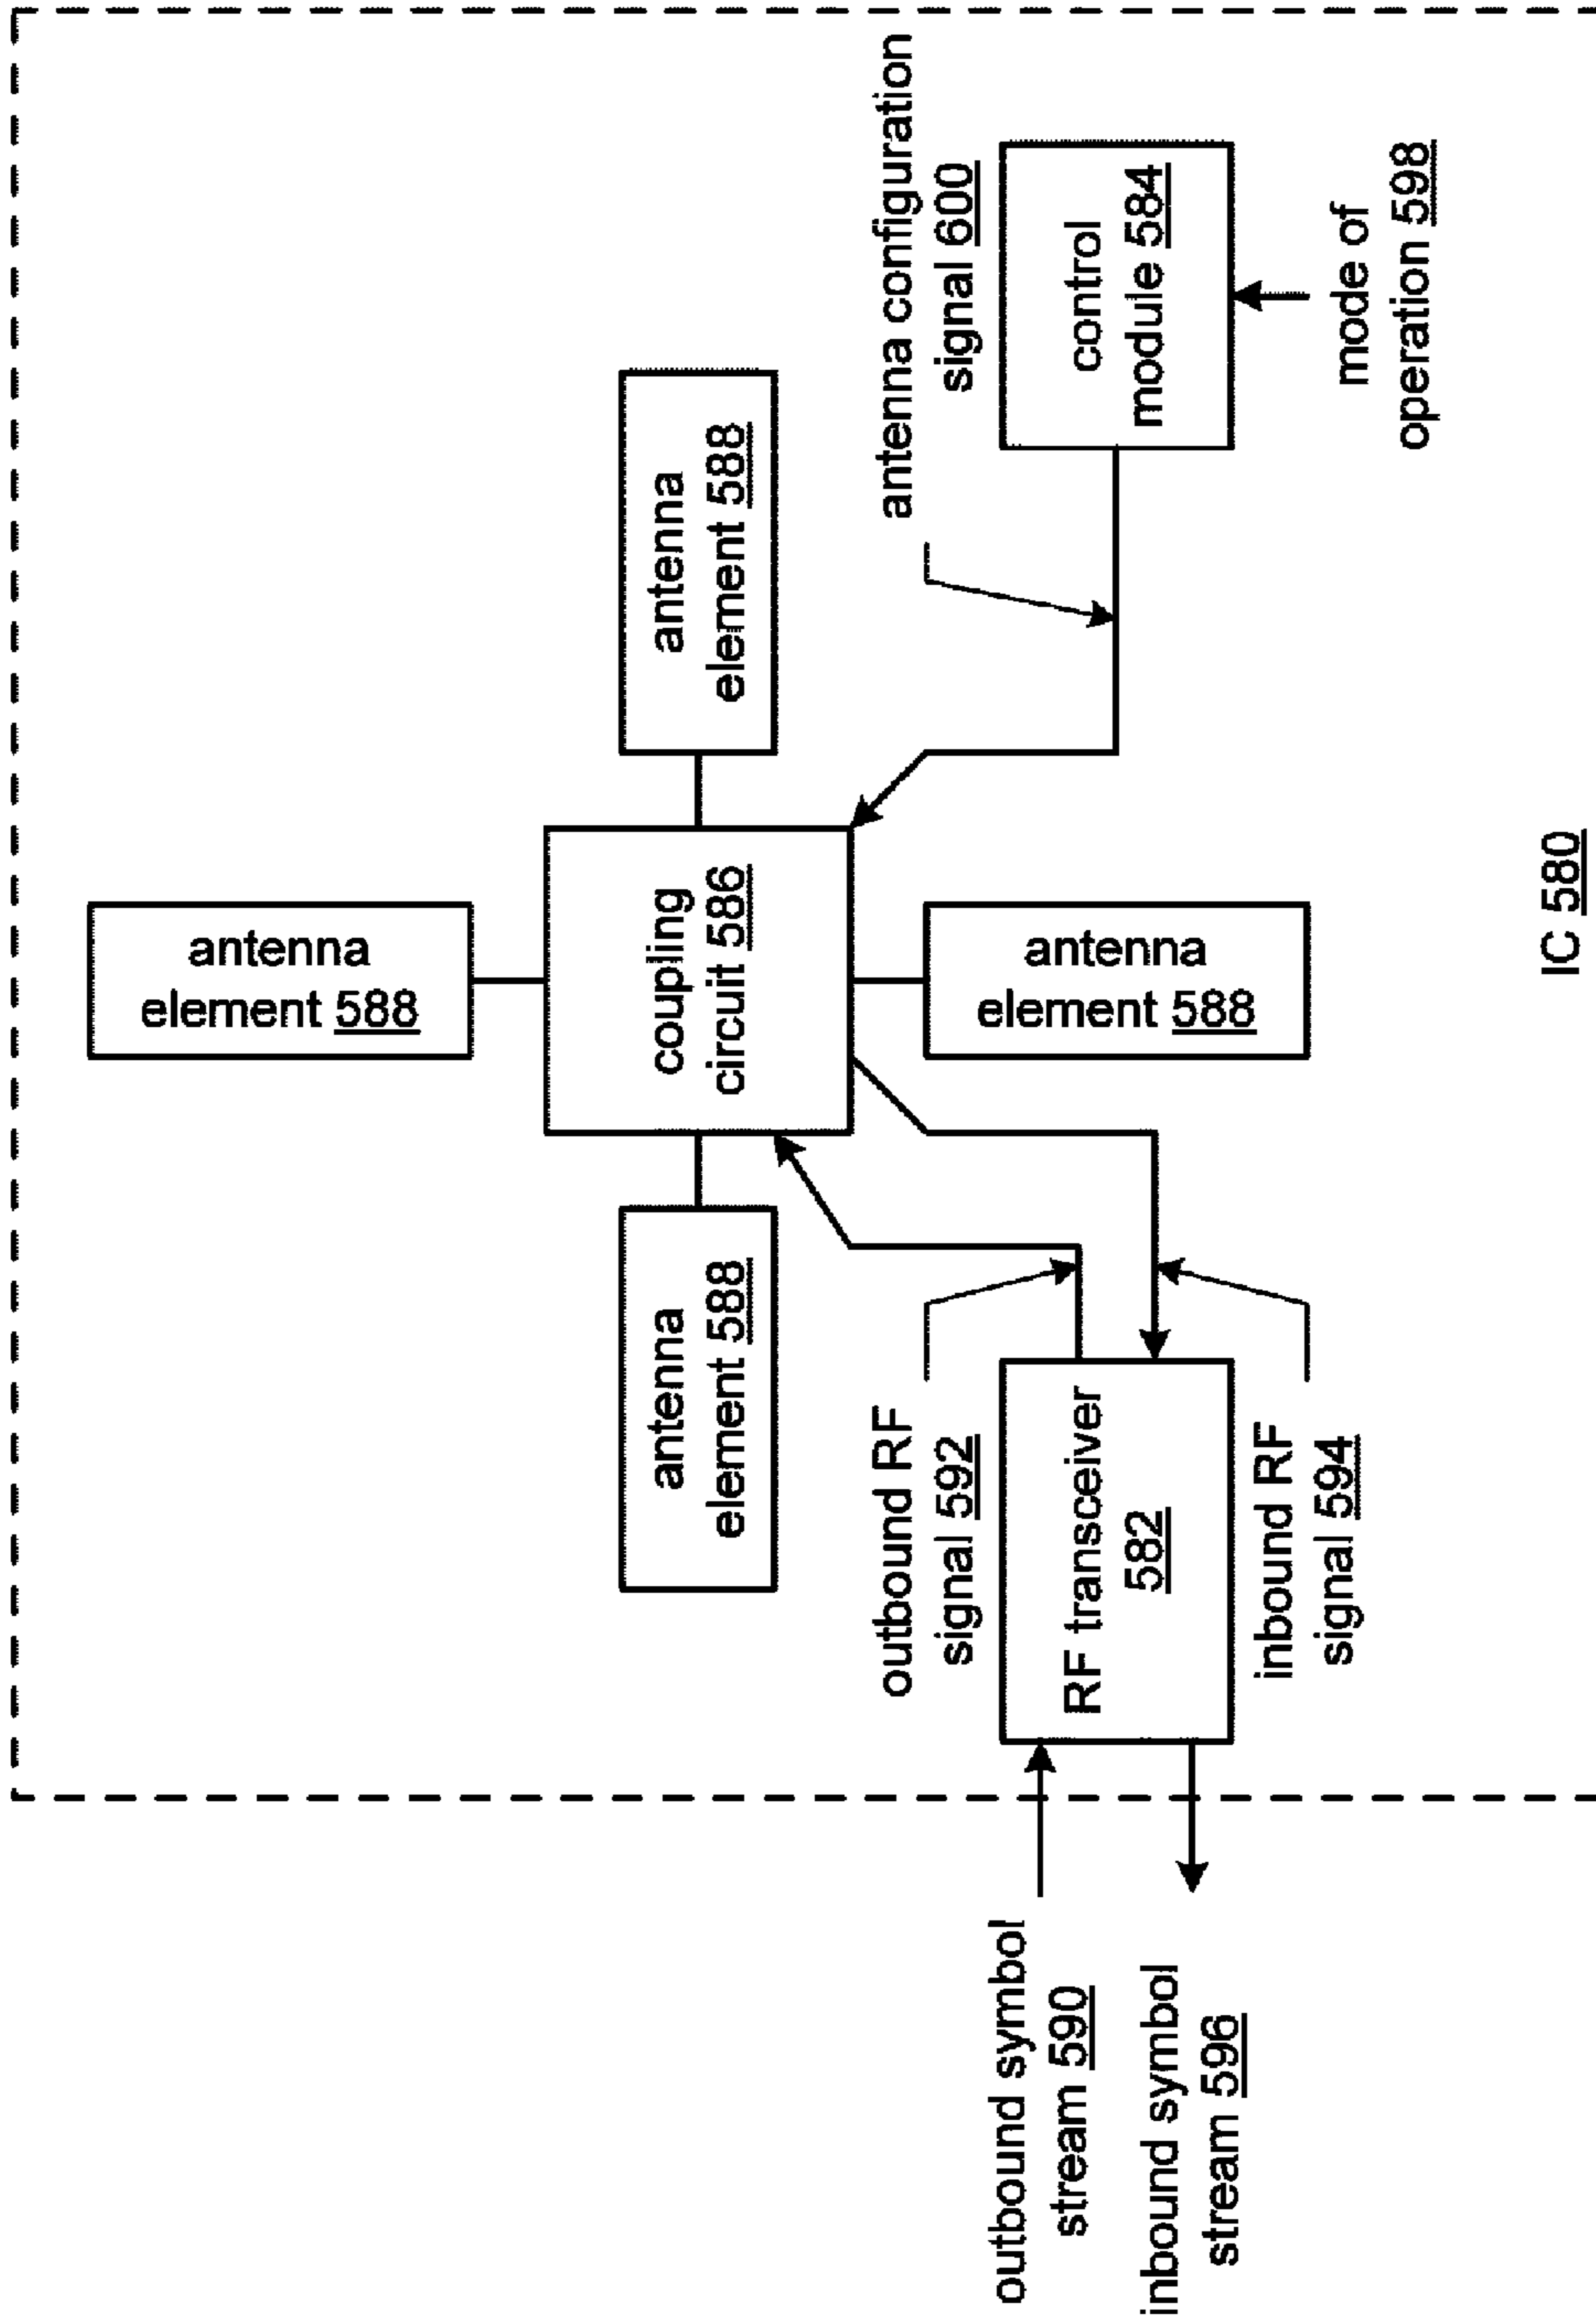 antenna
element 588
antenna
element 588
coupling
circuit 586
antenna
element 588
antenna
element 588
antenna configuration
signal 600
outbound RF
signal 592
outbound symbol
stream 590
RF transceiver
582
control
module 584
inbound symbol
stream 596
inbound RF
signal 594
mode of
operation 598
IC 580